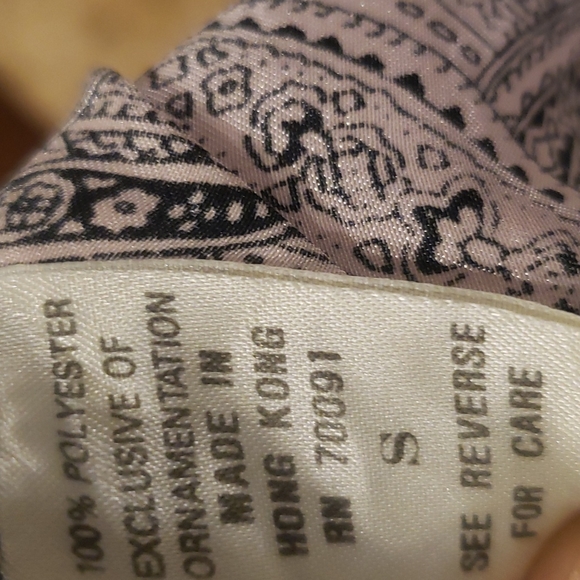 100% POLYESTER
EXCLUSIVE OF
ORNAMENTATION
MADE IN
HONG KONG
RN 70091
S
SEE REVERSE
FOR CARE